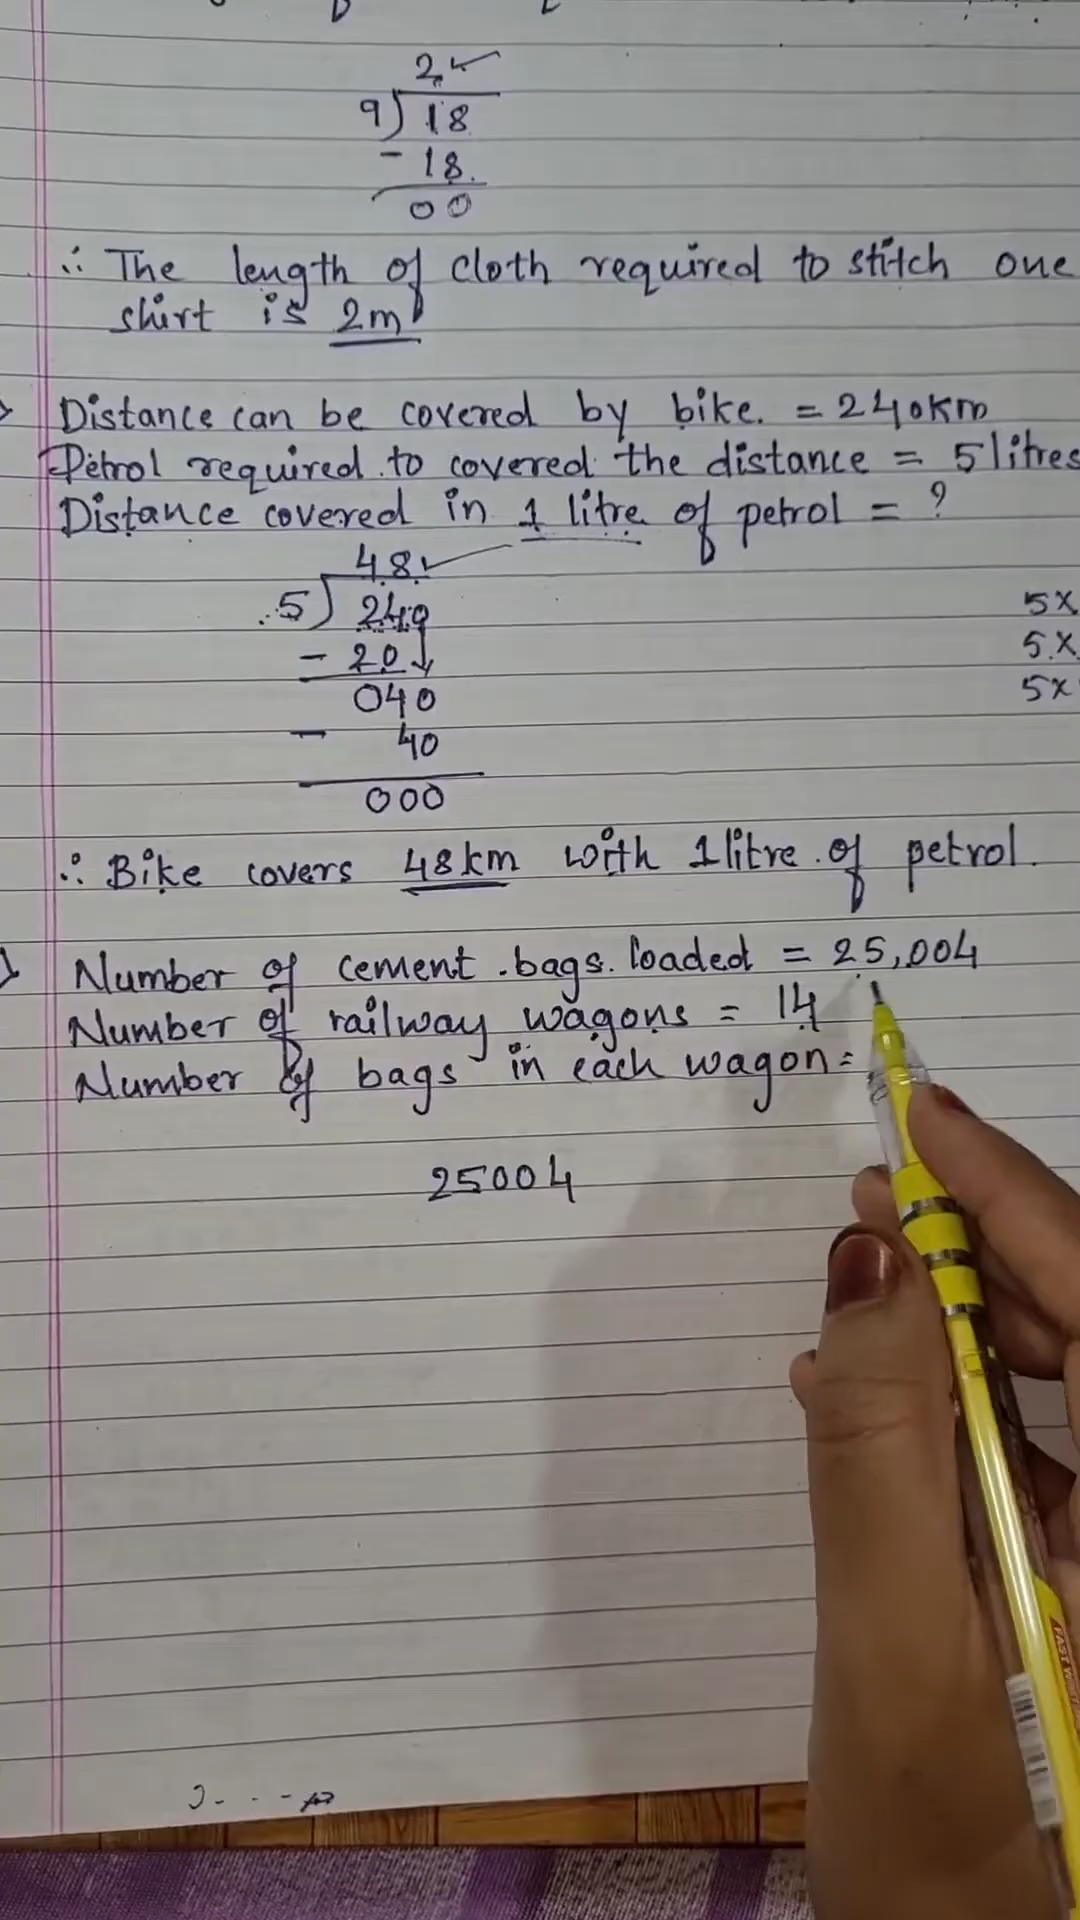 2
9) 18
- 18
00
∴ The length of cloth required to stitch one
shirt is 2m
Distance can be covered by bike. = 240km
Petrol required to covered the distance = 5 litres
Distance covered in 1 litre of petrol = ?
48
5) 240
5x
- 20
5x
040
5x
- 40
000
∴ Bike covers 48km with 1 litre of petrol.
Number of cement bags loaded = 25,004
Number of railway wagons = 14
Number of bags in each wagon =
25004